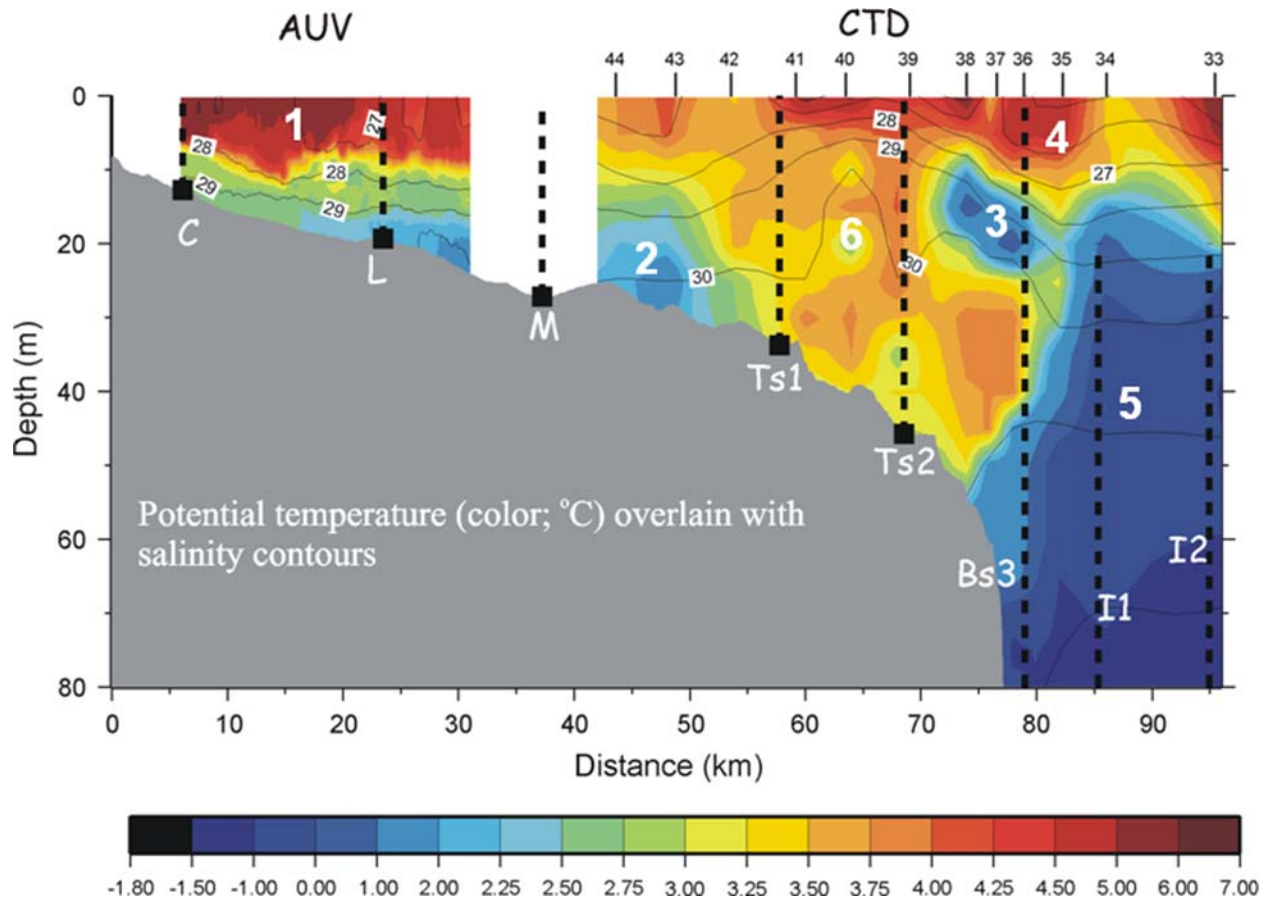 AUV
CTD
44 43 42 41 40 39 38 37 36 35 34 33
0
20
40
60
80
Depth (m)
1
27
28
28
29
29
C
L
M
2
30
28
29
6
30
3
4
27
5
Ts1
Ts2
Bs3
I1
I2
Potential temperature (color; °C) overlain with
salinity contours
0 10 20 30 40 50 60 70 80 90
Distance (km)
-1.80 -1.50 -1.00 0.00 1.00 2.00 2.25 2.50 2.75 3.00 3.25 3.50 3.75 4.00 4.25 4.50 5.00 6.00 7.00